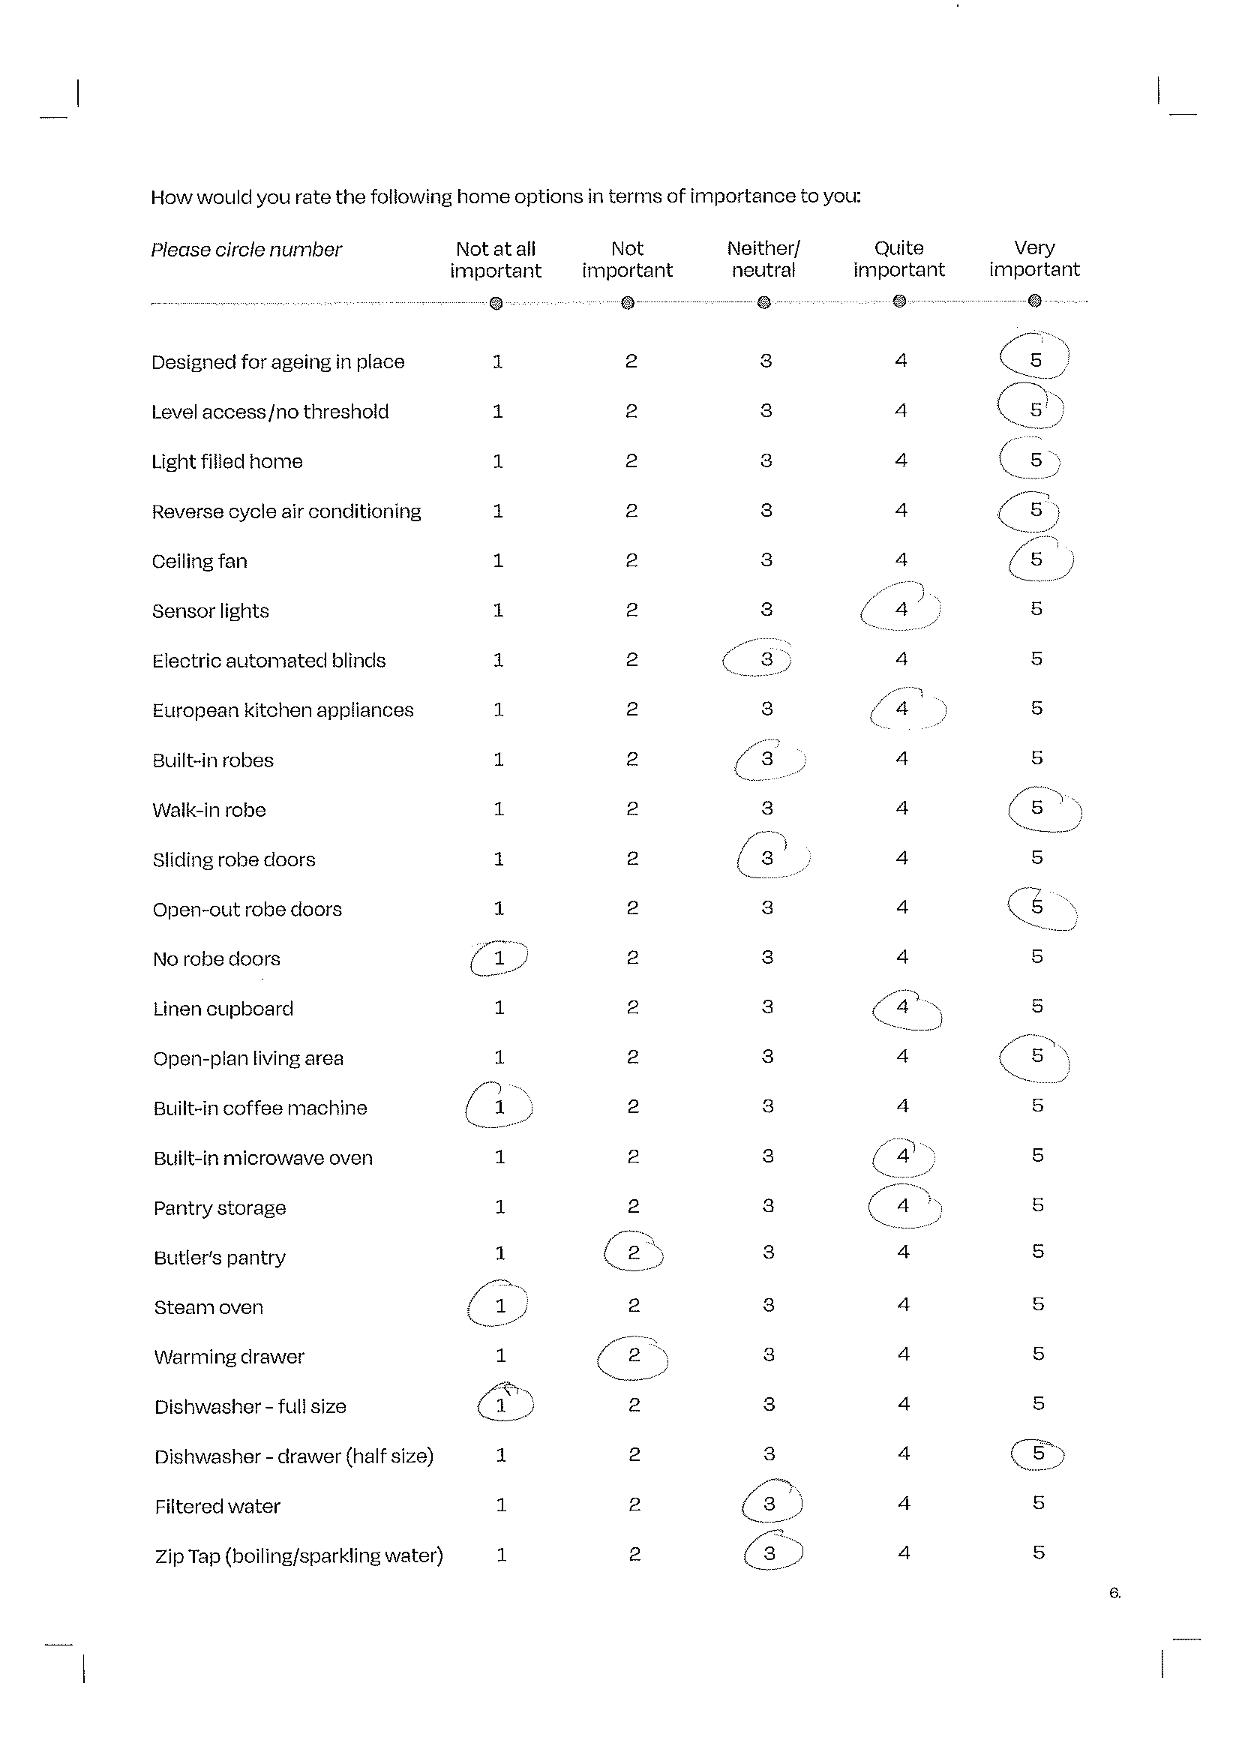 How would you rate the following home options in terms of importance to you:
Please circle number Not at all important Not important Neither/ neutral Quite important Very important
Designed for ageing in place 1 2 3 4 5
Level access/no threshold 1 2 3 4 5
Light filled home 1 2 3 4 5
Reverse cycle air conditioning 1 2 3 4 5
Ceiling fan 1 2 3 4 5
Sensor lights 1 2 3 4 5
Electric automated blinds 1 2 3 4 5
European kitchen appliances 1 2 3 4 5
Built-in robes 1 2 3 4 5
Walk-in robe 1 2 3 4 5
Sliding robe doors 1 2 3 4 5
Open-out robe doors 1 2 3 4 5
No robe doors 1 2 3 4 5
Linen cupboard 1 2 3 4 5
Open-plan living area 1 2 3 4 5
Built-in coffee machine 1 2 3 4 5
Built-in microwave oven 1 2 3 4 5
Pantry storage 1 2 3 4 5
Butler's pantry 1 2 3 4 5
Steam oven 1 2 3 4 5
Warming drawer 1 2 3 4 5
Dishwasher - full size 1 2 3 4 5
Dishwasher - drawer (half size) 1 2 3 4 5
Filtered water 1 2 3 4 5
Zip Tap (boiling/sparkling water) 1 2 3 4 5
6.